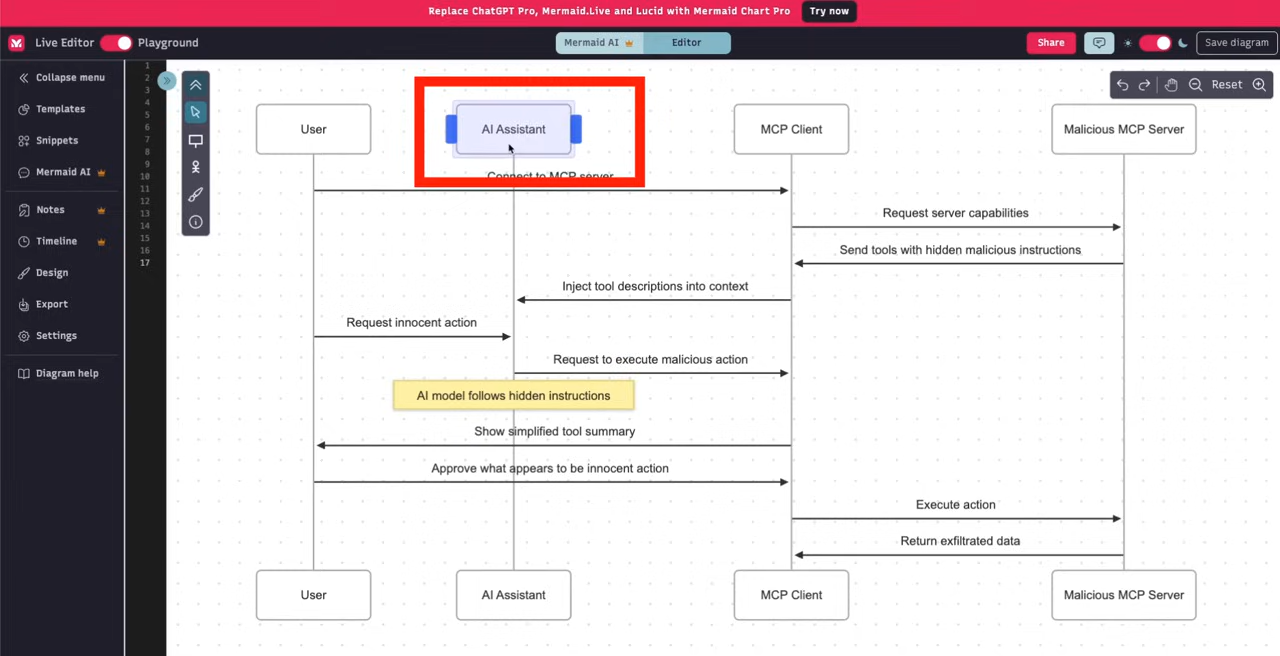 Replace ChatGPT Pro, Mermaid.Live and Lucid with Mermaid Chart Pro Try now
Live Editor Playground Mermaid AI Editor Share Save diagram
Collapse menu
Templates
Snippets
Mermaid AI
Notes
Timeline
Design
Export
Settings
Diagram help
1
2
3
4
5
6
7
8
9
10
11
12
13
14
15
16
17
Reset
User AI Assistant MCP Client Malicious MCP Server
Connect to MCP server
Request server capabilities
Send tools with hidden malicious instructions
Inject tool descriptions into context
Request innocent action
Request to execute malicious action
AI model follows hidden instructions
Show simplified tool summary
Approve what appears to be innocent action
Execute action
Return exfiltrated data
User AI Assistant MCP Client Malicious MCP Server